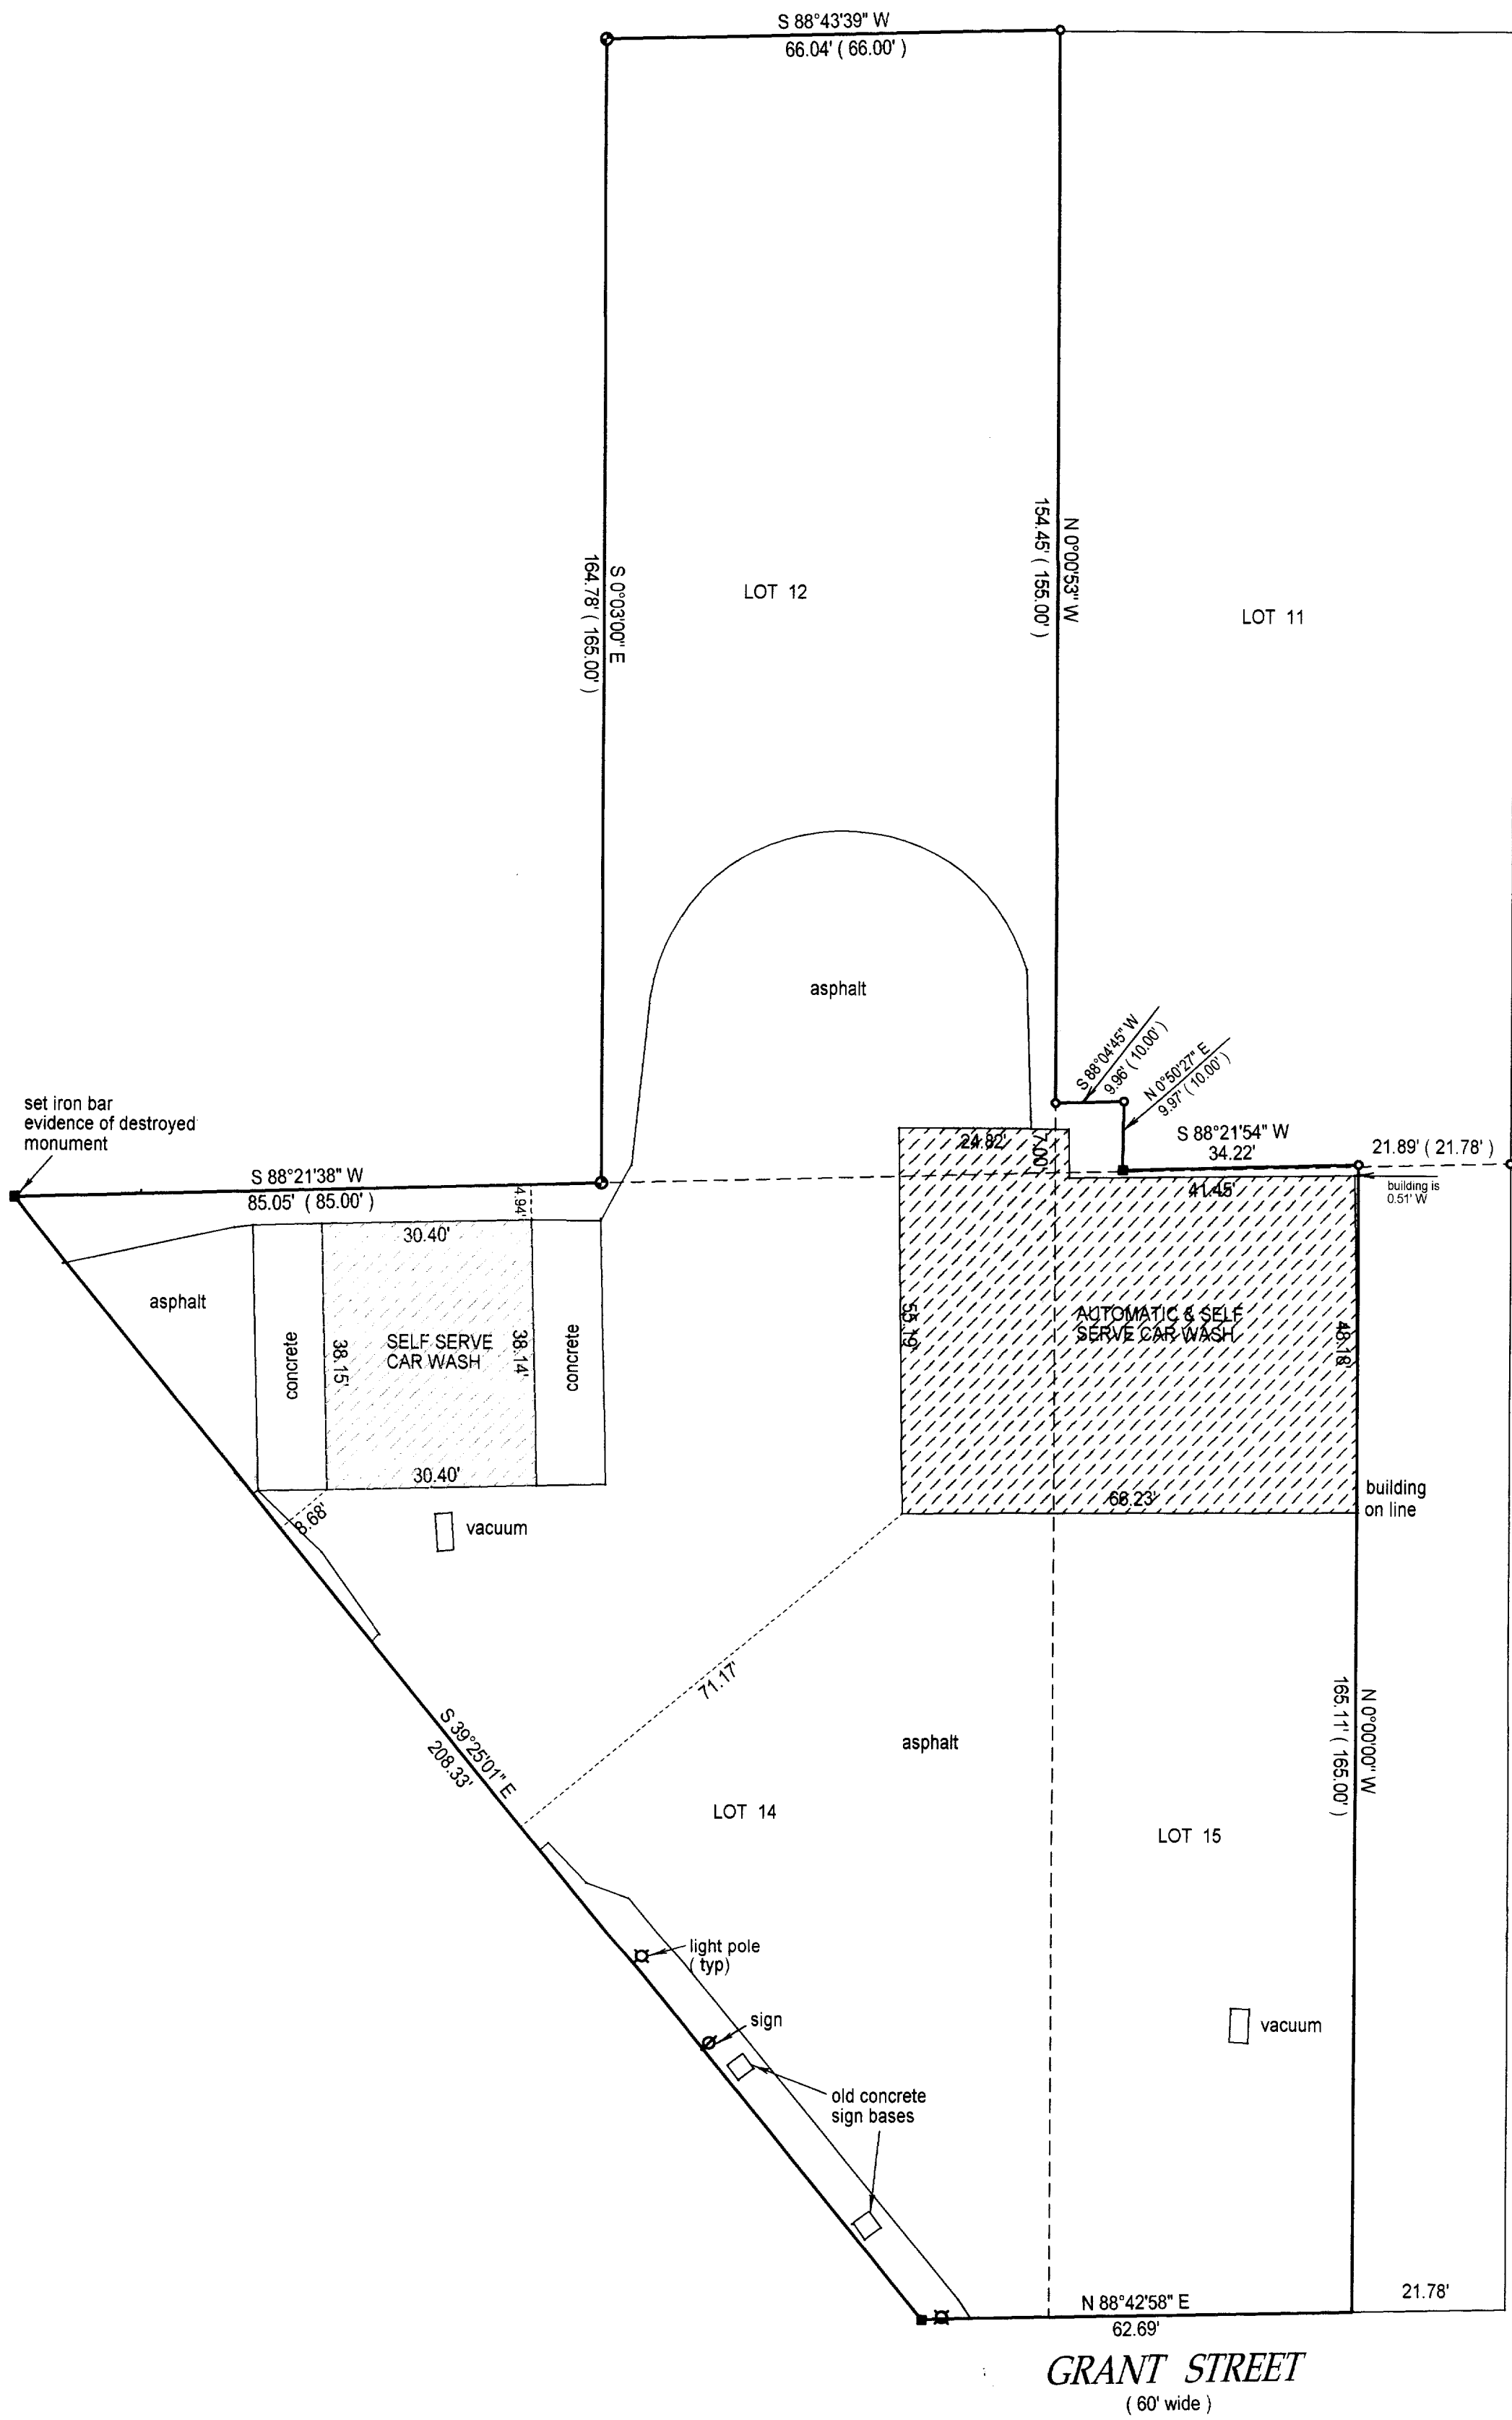 S 88°43'39" W
66.04' ( 66.00' )
N 0°00'53" W
154.45' ( 155.00' )
S 0°03'00" E
164.78' ( 165.00' )
LOT 12
LOT 11
asphalt
S 88°04'45" W
9.96' ( 10.00' )
N 0°50'27" E
9.97' ( 10.00' )
set iron bar
evidence of destroyed
monument
S 88°21'54" W
34.22'
21.89' ( 21.78' )
24.82'
7.00'
S 88°21'38" W
85.05' ( 85.00' )
4.94'
41.45'
building is
0.51' W
30.40'
asphalt
concrete
38.15'
SELF SERVE
CAR WASH
38.14'
concrete
55.19'
AUTOMATIC & SELF
SERVE CAR WASH
48.18'
30.40'
66.23'
building
on line
8.68'
vacuum
71.17'
S 39°25'01" E
208.33'
asphalt
N 0°00'00" W
165.11' ( 165.00' )
LOT 14
LOT 15
light pole
( typ)
sign
vacuum
old concrete
sign bases
N 88°42'58" E
62.69'
21.78'
GRANT STREET
( 60' wide )